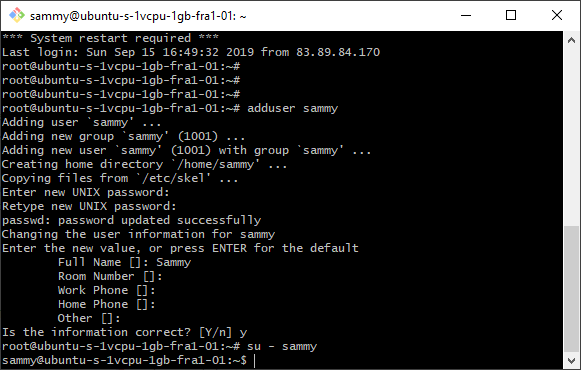 sammy@ubuntu-s-1vcpu-1gb-fra1-01: ~
*** System restart required ***
Last login: Sun Sep 15 16:49:32 2019 from 83.89.84.170
root@ubuntu-s-1vcpu-1gb-fra1-01:~#
root@ubuntu-s-1vcpu-1gb-fra1-01:~#
root@ubuntu-s-1vcpu-1gb-fra1-01:~#
root@ubuntu-s-1vcpu-1gb-fra1-01:~# adduser sammy
Adding user `sammy' ...
Adding new group `sammy' (1001) ...
Adding new user `sammy' (1001) with group `sammy' ...
Creating home directory `/home/sammy' ...
Copying files from `/etc/skel' ...
Enter new UNIX password:
Retype new UNIX password:
passwd: password updated successfully
Changing the user information for sammy
Enter the new value, or press ENTER for the default
        Full Name []: Sammy
        Room Number []:
        Work Phone []:
        Home Phone []:
        Other []:
Is the information correct? [Y/n] y
root@ubuntu-s-1vcpu-1gb-fra1-01:~# su - sammy
sammy@ubuntu-s-1vcpu-1gb-fra1-01:~$